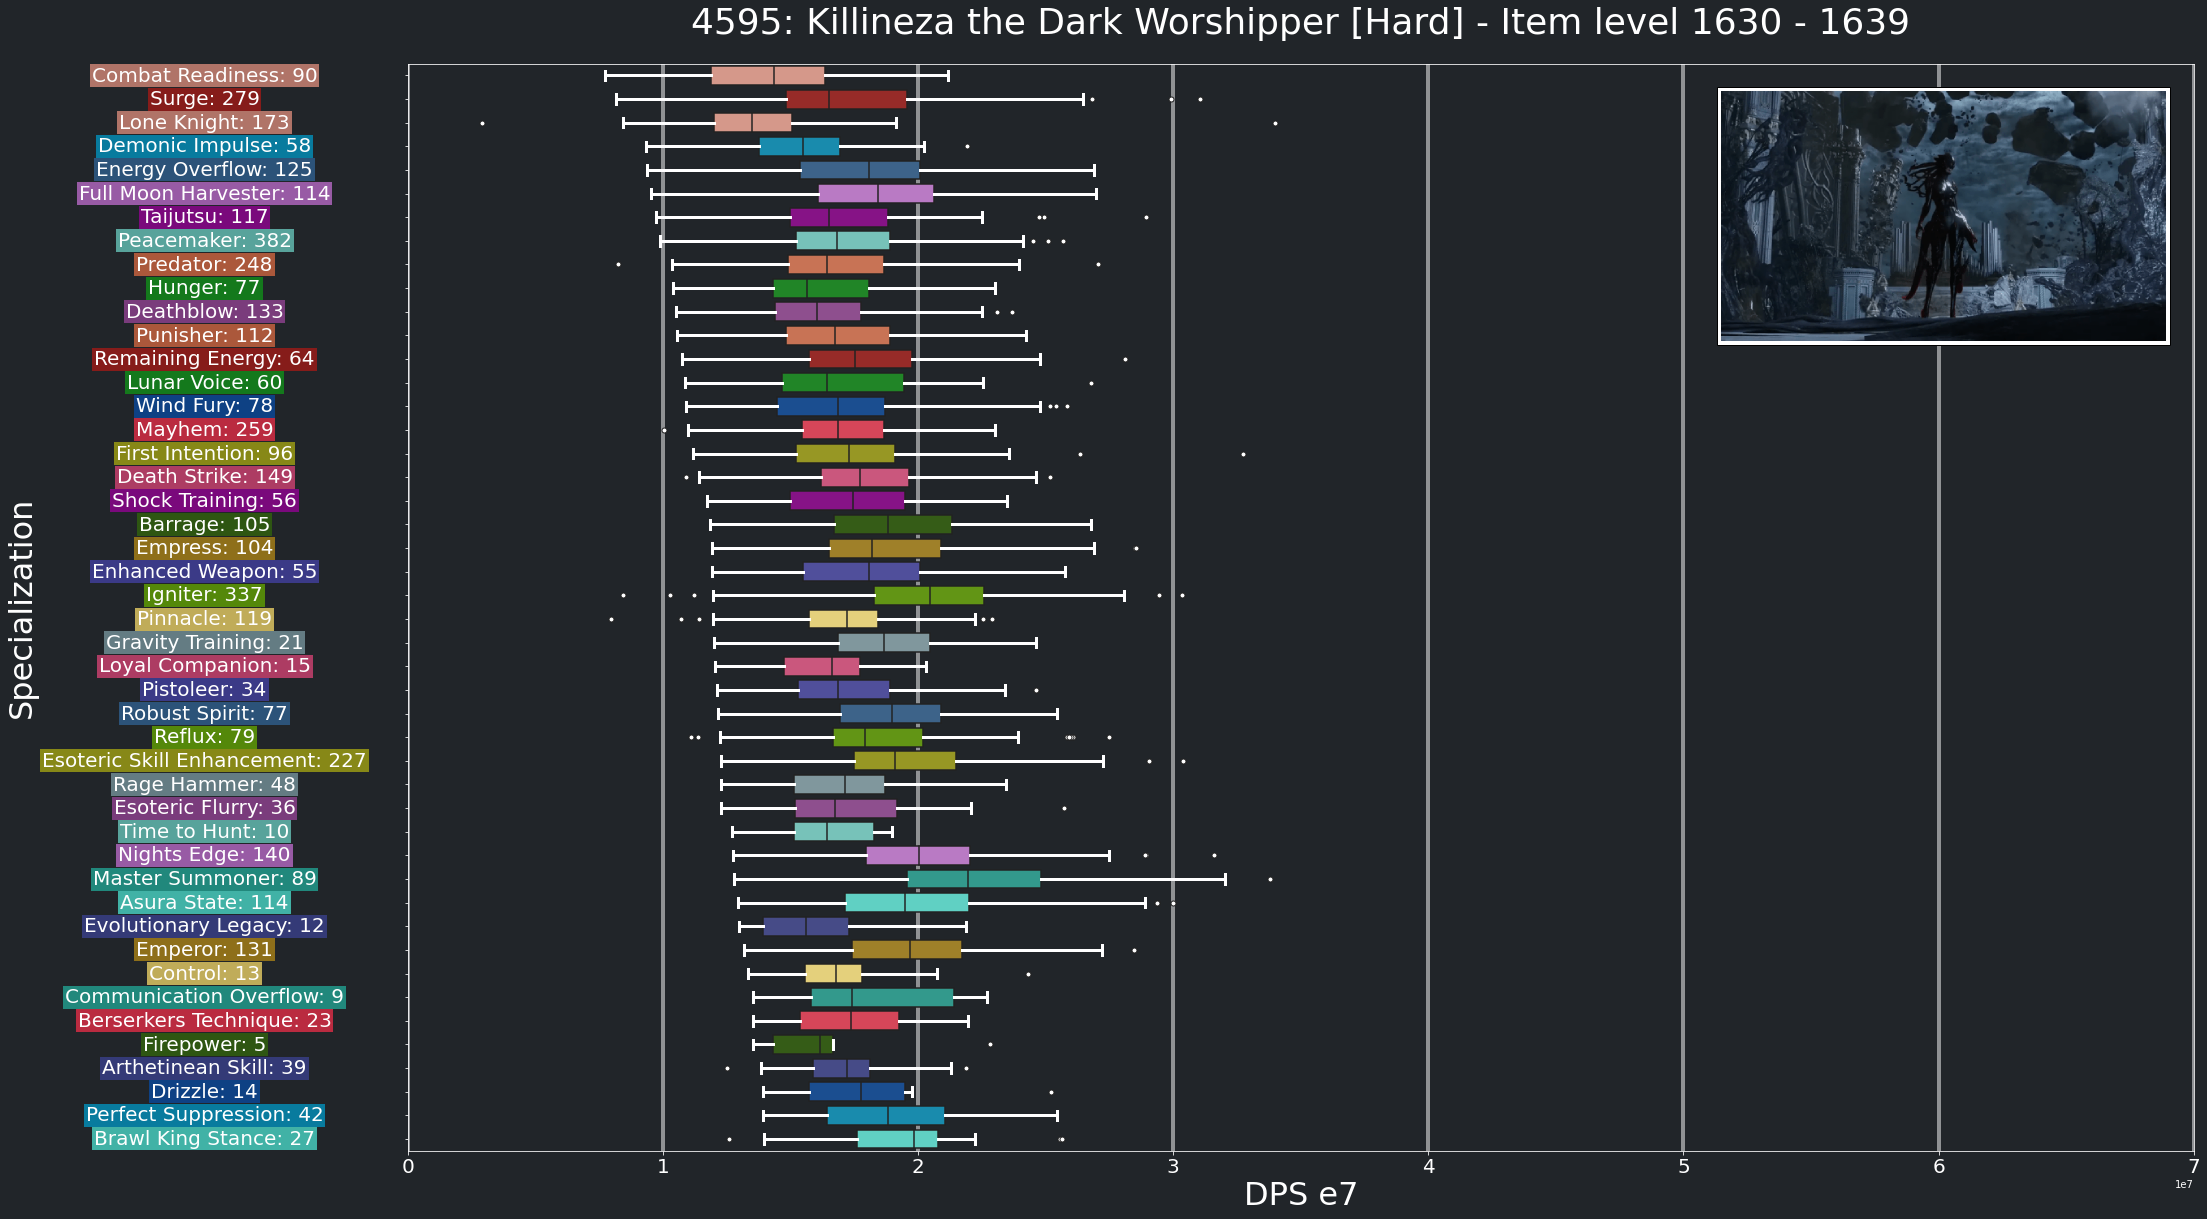 4595: Killineza the Dark Worshipper [Hard] - Item level 1630 - 1639
Combat Readiness: 90
Surge: 279
Lone Knight: 173
Demonic Impulse: 58
Energy Overflow: 125
Full Moon Harvester: 114
Taijutsu: 117
Peacemaker: 382
Predator: 248
Hunger: 77
Deathblow: 133
Punisher: 112
Remaining Energy: 64
Lunar Voice: 60
Wind Fury: 78
Mayhem: 259
First Intention: 96
Death Strike: 149
Shock Training: 56
Barrage: 105
Empress: 104
Enhanced Weapon: 55
Igniter: 337
Pinnacle: 119
Gravity Training: 21
Loyal Companion: 15
Pistoleer: 34
Robust Spirit: 77
Reflux: 79
Esoteric Skill Enhancement: 227
Rage Hammer: 48
Esoteric Flurry: 36
Time to Hunt: 10
Nights Edge: 140
Master Summoner: 89
Asura State: 114
Evolutionary Legacy: 12
Emperor: 131
Control: 13
Communication Overflow: 9
Berserkers Technique: 23
Firepower: 5
Arthetinean Skill: 39
Drizzle: 14
Perfect Suppression: 42
Brawl King Stance: 27
Specialization
0 1 2 3 4 5 6 7
1e7
DPS e7